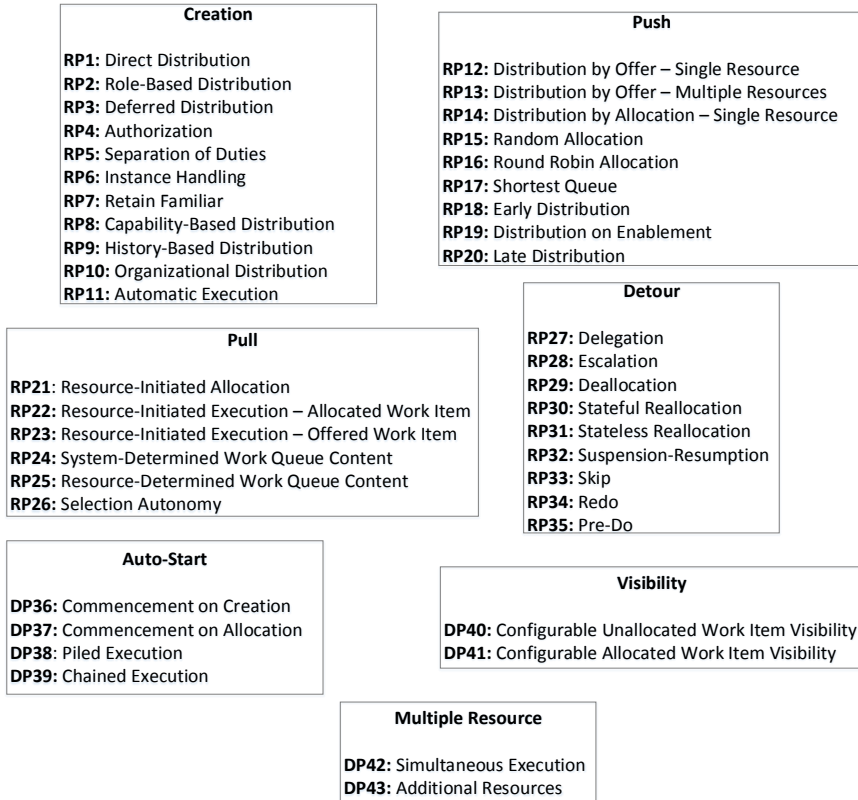 Creation
RP1: Direct Distribution
RP2: Role-Based Distribution
RP3: Deferred Distribution
RP4: Authorization
RP5: Separation of Duties
RP6: Instance Handling
RP7: Retain Familiar
RP8: Capability-Based Distribution
RP9: History-Based Distribution
RP10: Organizational Distribution
RP11: Automatic Execution
Push
RP12: Distribution by Offer – Single Resource
RP13: Distribution by Offer – Multiple Resources
RP14: Distribution by Allocation – Single Resource
RP15: Random Allocation
RP16: Round Robin Allocation
RP17: Shortest Queue
RP18: Early Distribution
RP19: Distribution on Enablement
RP20: Late Distribution
Pull
RP21: Resource-Initiated Allocation
RP22: Resource-Initiated Execution – Allocated Work Item
RP23: Resource-Initiated Execution – Offered Work Item
RP24: System-Determined Work Queue Content
RP25: Resource-Determined Work Queue Content
RP26: Selection Autonomy
Detour
RP27: Delegation
RP28: Escalation
RP29: Deallocation
RP30: Stateful Reallocation
RP31: Stateless Reallocation
RP32: Suspension-Resumption
RP33: Skip
RP34: Redo
RP35: Pre-Do
Auto-Start
DP36: Commencement on Creation
DP37: Commencement on Allocation
DP38: Piled Execution
DP39: Chained Execution
Visibility
DP40: Configurable Unallocated Work Item Visibility
DP41: Configurable Allocated Work Item Visibility
Multiple Resource
DP42: Simultaneous Execution
DP43: Additional Resources